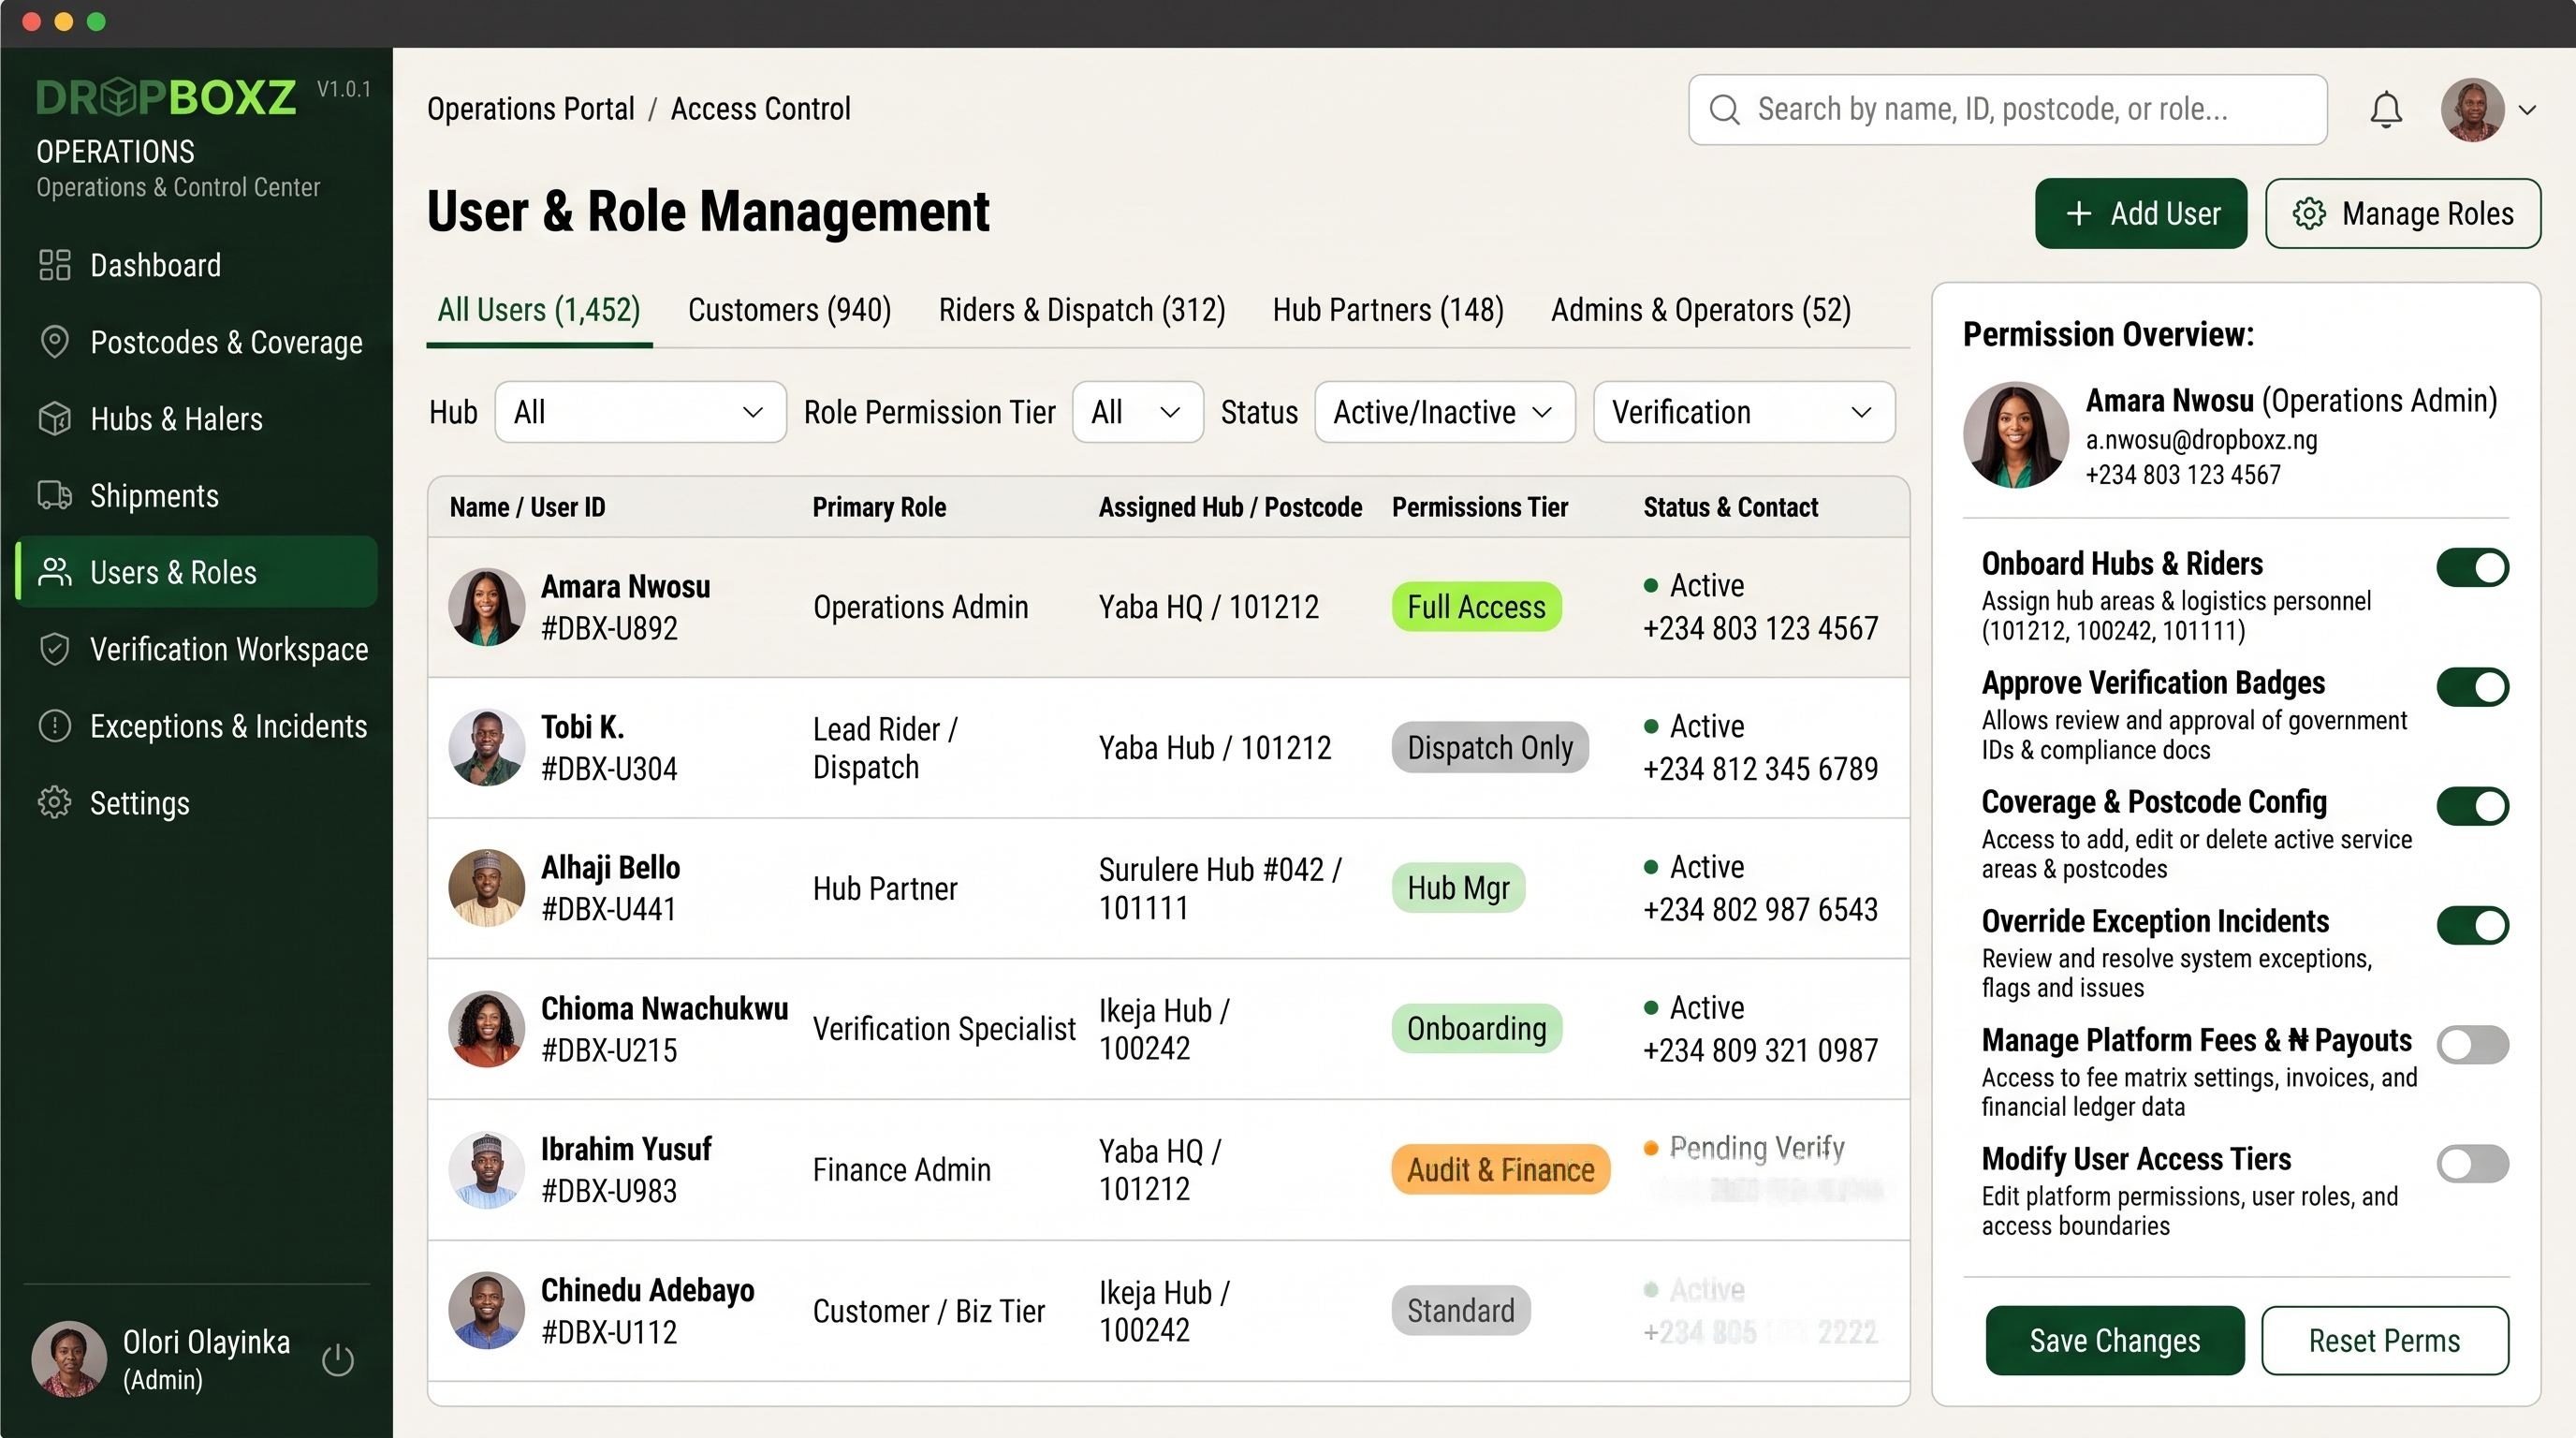 DROPBOXZ V1.0.1
OPERATIONS
Operations & Control Center
Dashboard
Postcodes & Coverage
Hubs & Halers
Shipments
Users & Roles
Verification Workspace
Exceptions & Incidents
Settings
Olori Olayinka
(Admin)
Operations Portal / Access Control
Search by name, ID, postcode, or role...
User & Role Management
+ Add User
Manage Roles
All Users (1,452)
Customers (940)
Riders & Dispatch (312)
Hub Partners (148)
Admins & Operators (52)
Hub
All
Role Permission Tier
All
Status
Active/Inactive
Verification
Name / User ID
Primary Role
Assigned Hub / Postcode
Permissions Tier
Status & Contact
Amara Nwosu
#DBX-U892
Operations Admin
Yaba HQ / 101212
Full Access
Active
+234 803 123 4567
Tobi K.
#DBX-U304
Lead Rider /
Dispatch
Yaba Hub / 101212
Dispatch Only
Active
+234 812 345 6789
Alhaji Bello
#DBX-U441
Hub Partner
Surulere Hub #042 /
101111
Hub Mgr
Active
+234 802 987 6543
Chioma Nwachukwu
#DBX-U215
Verification Specialist
Ikeja Hub /
100242
Onboarding
Active
+234 809 321 0987
Ibrahim Yusuf
#DBX-U983
Finance Admin
Yaba HQ /
101212
Audit & Finance
Pending Verify
Chinedu Adebayo
#DBX-U112
Customer / Biz Tier
Ikeja Hub /
100242
Standard
Active
+234 805 2222
Permission Overview:
Amara Nwosu (Operations Admin)
a.nwosu@dropboxz.ng
+234 803 123 4567
Onboard Hubs & Riders
Assign hub areas & logistics personnel
(101212, 100242, 101111)
Approve Verification Badges
Allows review and approval of government
IDs & compliance docs
Coverage & Postcode Config
Access to add, edit or delete active service
areas & postcodes
Override Exception Incidents
Review and resolve system exceptions,
flags and issues
Manage Platform Fees & ₦ Payouts
Access to fee matrix settings, invoices, and
financial ledger data
Modify User Access Tiers
Edit platform permissions, user roles, and
access boundaries
Save Changes
Reset Perms